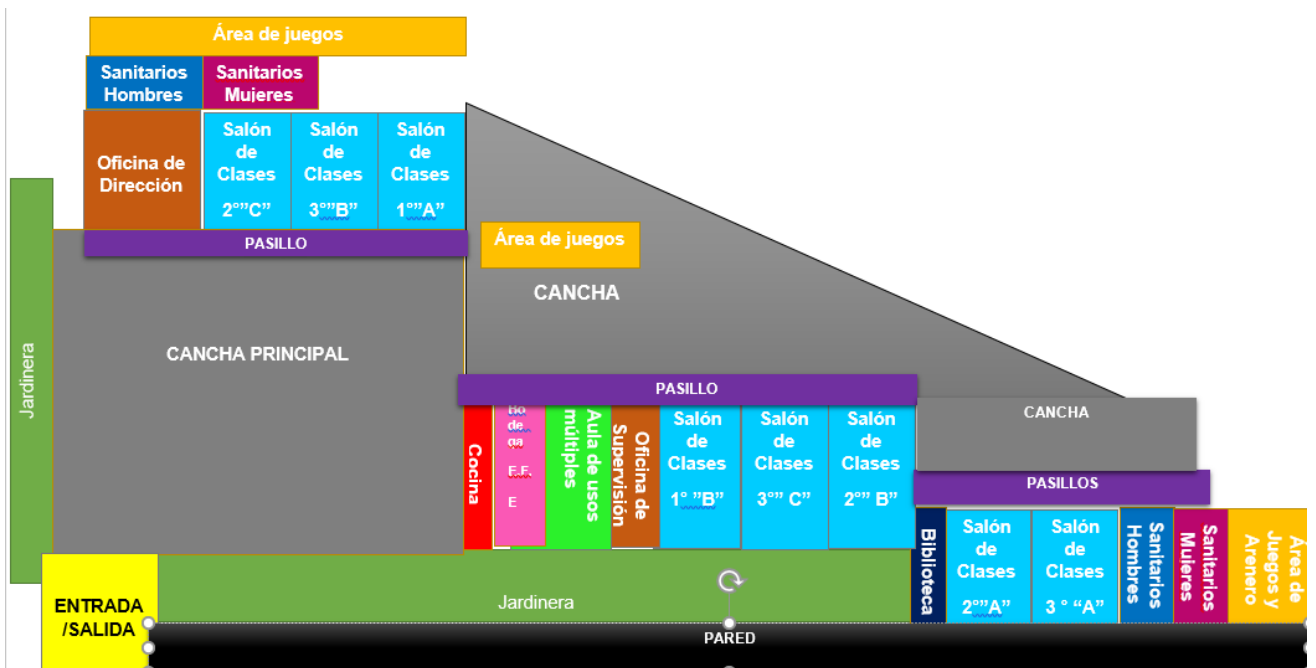 Área de juegos
Sanitarios
Hombres
Sanitarios
Mujeres
Oficina de
Dirección
Salón
de
Clases
2°”C”
Salón
de
Clases
3°”B”
Salón
de
Clases
1°”A”
PASILLO
Área de juegos
CANCHA
CANCHA PRINCIPAL
Jardinera
PASILLO
Cocina
Bo
de
ga
E.F.
E
Aula de usos
múltiples
Oficina de
Supervisión
Salón
de
Clases
1° ”B”
Salón
de
Clases
3°” C”
Salón
de
Clases
2°” B”
CANCHA
PASILLOS
Biblioteca
Salón
de
Clases
2°”A”
Salón
de
Clases
3 ° “A”
Sanitarios
Hombres
Sanitarios
Mujeres
Área de
Juegos y
Arenero
ENTRADA
/SALIDA
Jardinera
PARED